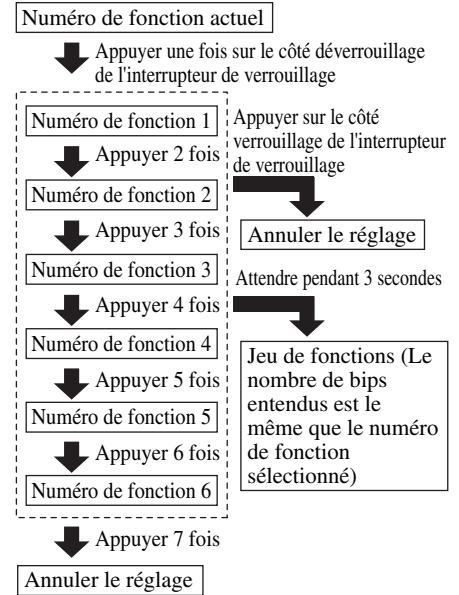 Numéro de fonction actuel
Appuyer une fois sur le côté déverrouillage
de l'interrupteur de verrouillage
Numéro de fonction 1
Appuyer 2 fois
Numéro de fonction 2
Appuyer 3 fois
Numéro de fonction 3
Appuyer 4 fois
Numéro de fonction 4
Appuyer 5 fois
Numéro de fonction 5
Appuyer 6 fois
Numéro de fonction 6
Appuyer 7 fois
Annuler le réglage
Appuyer sur le côté
verrouillage de l'interrupteur
de verrouillage
Annuler le réglage
Attendre pendant 3 secondes
Jeu de fonctions (Le
nombre de bips
entendus est le
même que le numéro
de fonction
sélectionné)